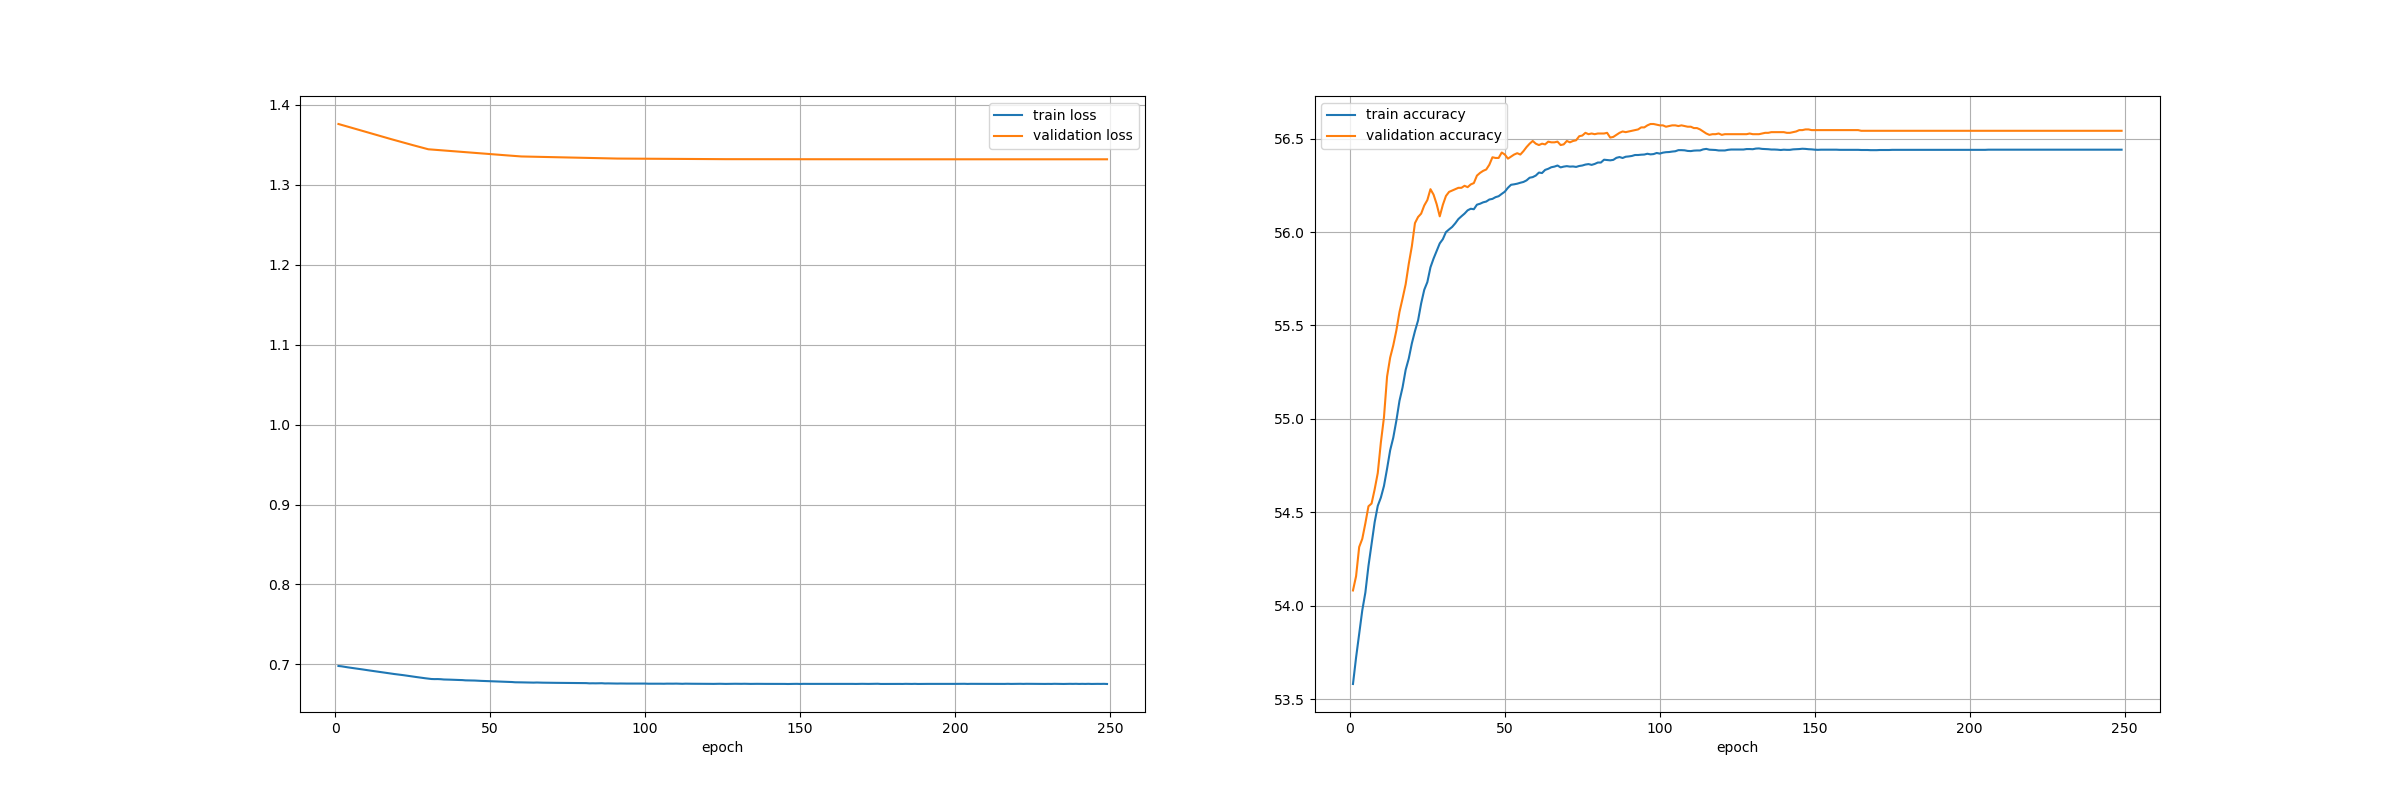 1.4
1.3
1.2
1.1
1.0
0.9
0.8
0.7
0 50 100 150 200 250
epoch
train loss
validation loss
56.5
56.0
55.5
55.0
54.5
54.0
53.5
0 50 100 150 200 250
epoch
train accuracy
validation accuracy